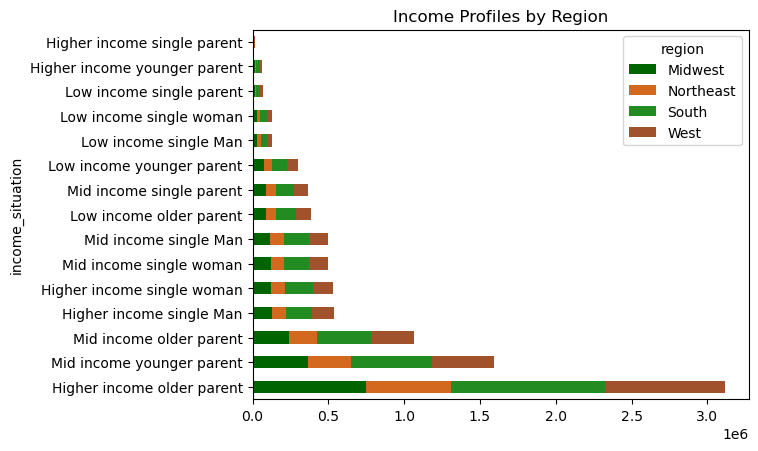 Income Profiles by Region
income_situation
Higher income single parent
Higher income younger parent
Low income single parent
Low income single woman
Low income single Man
Low income younger parent
Mid income single parent
Low income older parent
Mid income single Man
Mid income single woman
Higher income single woman
Higher income single Man
Mid income older parent
Mid income younger parent
Higher income older parent
region
Midwest
Northeast
South
West
0.0 0.5 1.0 1.5 2.0 2.5 3.0
1e6